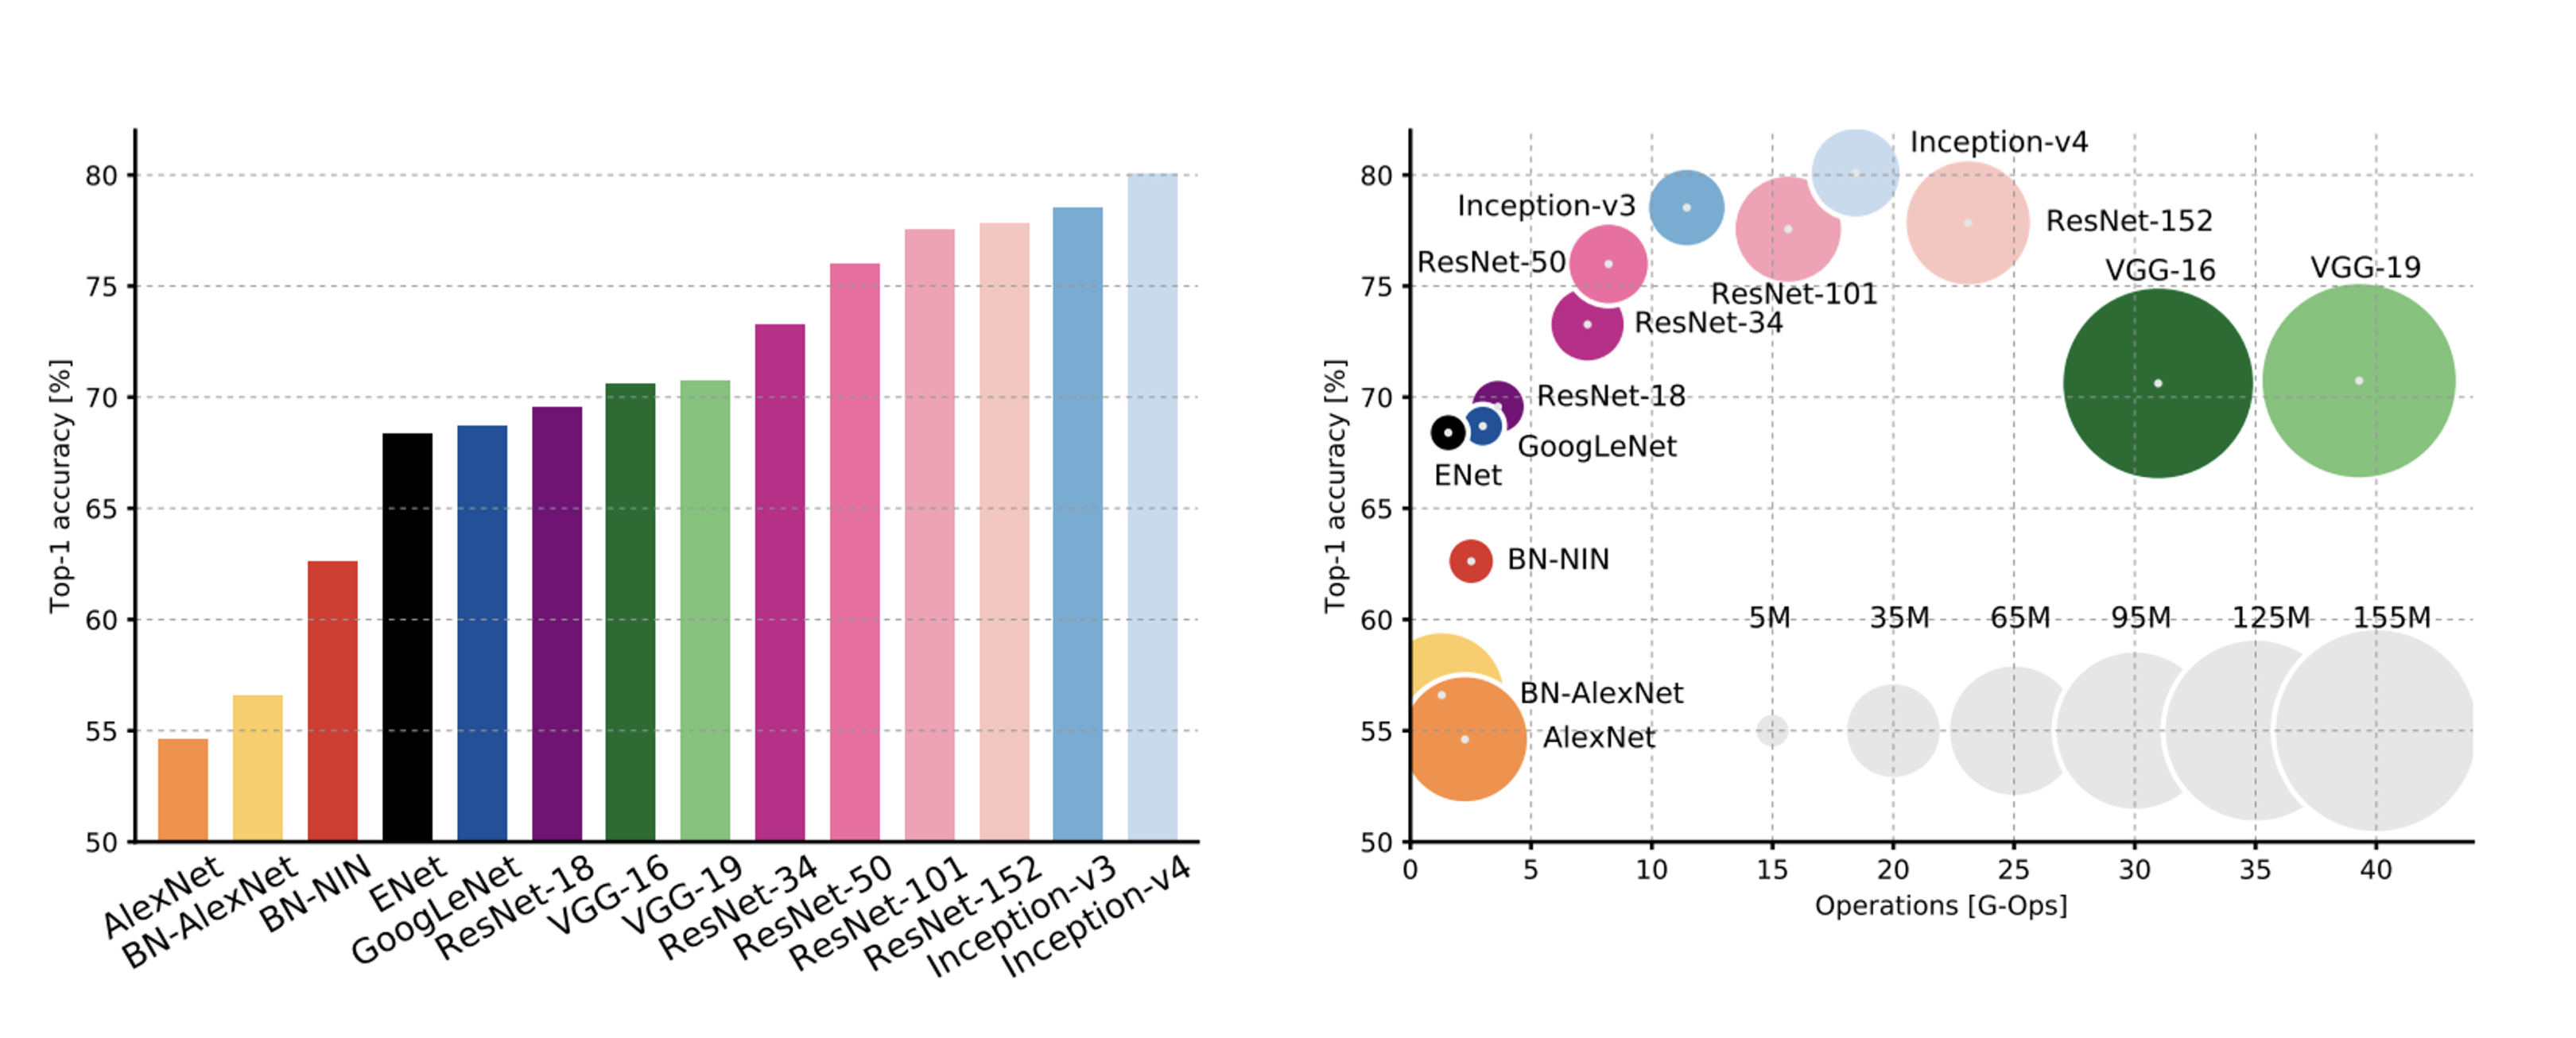 Top-1 accuracy [%]
80
75
70
65
60
55
50
AlexNet
BN-AlexNet
BN-NIN
ENet
GoogLeNet
ResNet-18
VGG-16
VGG-19
ResNet-34
ResNet-50
ResNet-101
ResNet-152
Inception-v3
Inception-v4
Top-1 accuracy [%]
80
75
70
65
60
55
50
Inception-v4
Inception-v3
ResNet-152
ResNet-50
VGG-16
VGG-19
ResNet-101
ResNet-34
ResNet-18
GoogLeNet
ENet
BN-NIN
5M 35M 65M 95M 125M 155M
BN-AlexNet
AlexNet
0 5 10 15 20 25 30 35 40
Operations [G-Ops]